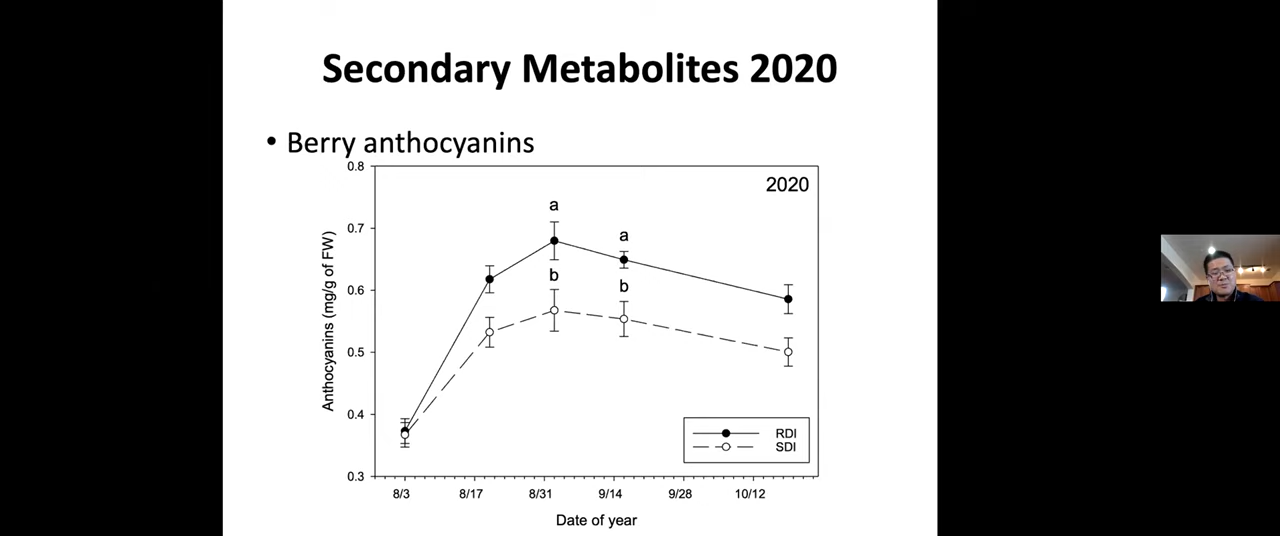 Secondary Metabolites 2020
• Berry anthocyanins
2020
0.8
0.7
0.6
0.5
0.4
0.3
Anthocyanins (mg/g of FW)
a
a
b
b
RDI
SDI
8/3 8/17 8/31 9/14 9/28 10/12
Date of year